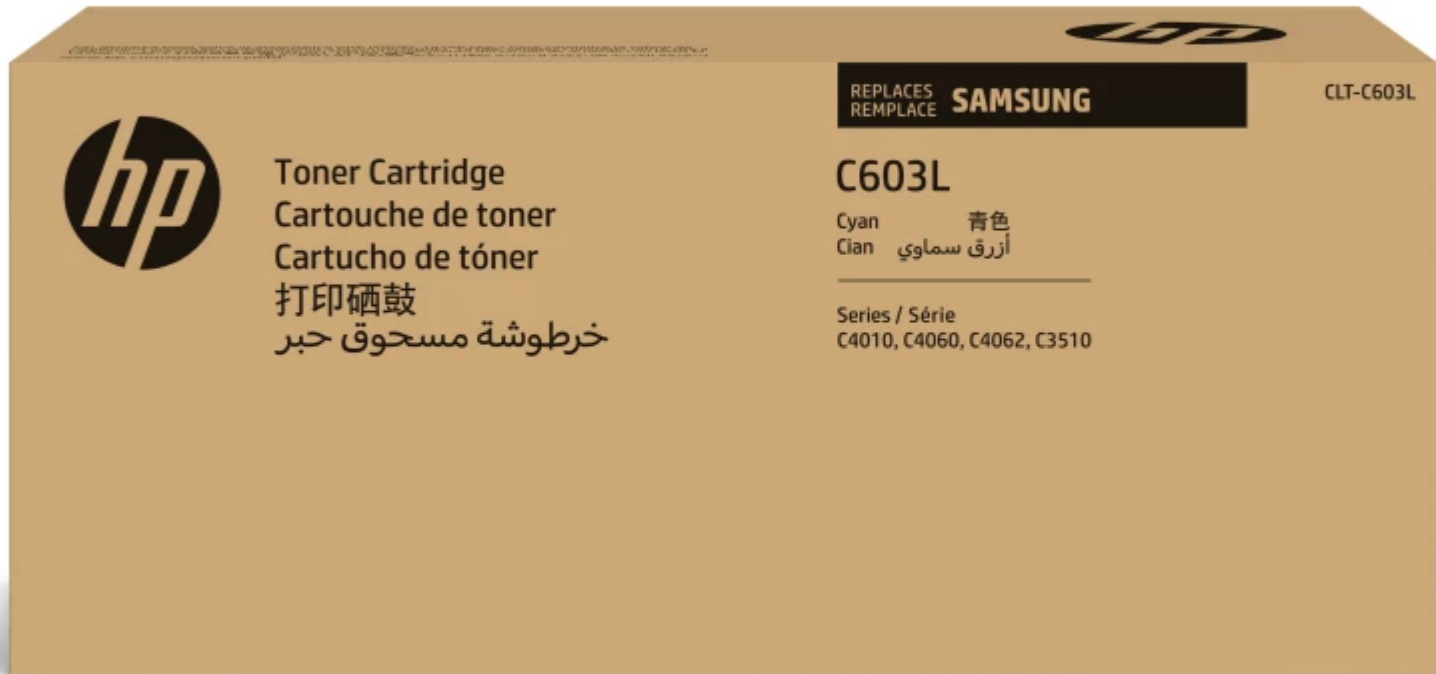 hp
hp
Toner Cartridge
Cartouche de toner
Cartucho de tóner
打印硒鼓
خرطوشة مسحوق حبر
REPLACES
REMPLACE
SAMSUNG
CLT-C603L
C603L
Cyan 青色
Cian أزرق سماوي
Series / Série
C4010, C4060, C4062, C3510